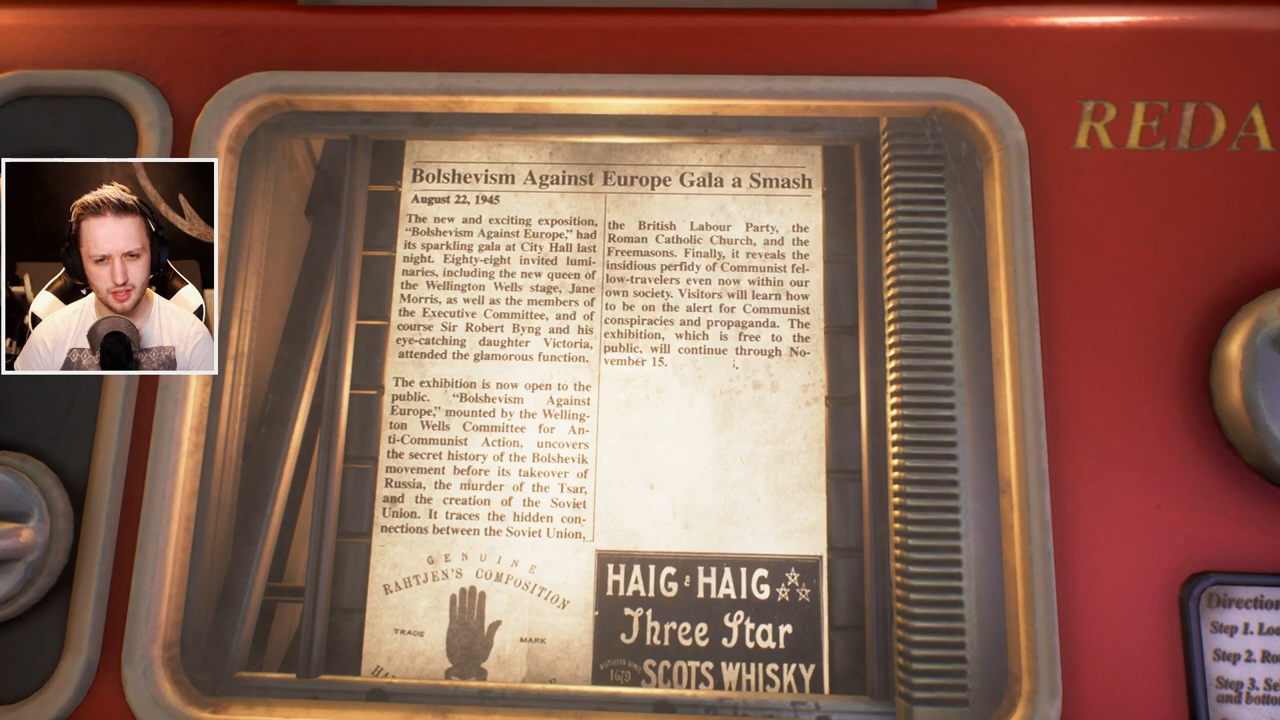 REDA
Bolshevism Against Europe Gala a Smash
August 22, 1945
The new and exciting exposition,
“Bolshevism Against Europe,” had
its sparkling gala at City Hall last
night. Eighty-eight invited lumi-
naries, including the new queen of
the Wellington Wells stage, Jane
Morris, as well as the members of
the Executive Committee, and of
course Sir Robert Byng and his
eye-catching daughter Victoria,
attended the glamorous function.
The exhibition is now open to the
public. “Bolshevism Against
Europe,” mounted by the Welling-
ton Wells Committee for An-
ti-Communist Action, uncovers
the secret history of the Bolshevik
movement before its takeover of
Russia, the murder of the Tsar,
and the creation of the Soviet
Union. It traces the hidden con-
nections between the Soviet Union,
the British Labour Party, the
Roman Catholic Church, and the
Freemasons. Finally, it reveals the
insidious perfidy of Communist fel-
low-travelers even now within our
own society. Visitors will learn how
to be on the alert for Communist
conspiracies and propaganda. The
exhibition, which is free to the
public, will continue through No-
vember 15.
GENUINE
RAHTJEN'S COMPOSITION
TRADE MARK
HAIG & HAIG
Three Star
1679 SCOTS WHISKY
Direction
Step 1. Loa
Step 2. Ro
Step 3. Se
and botto